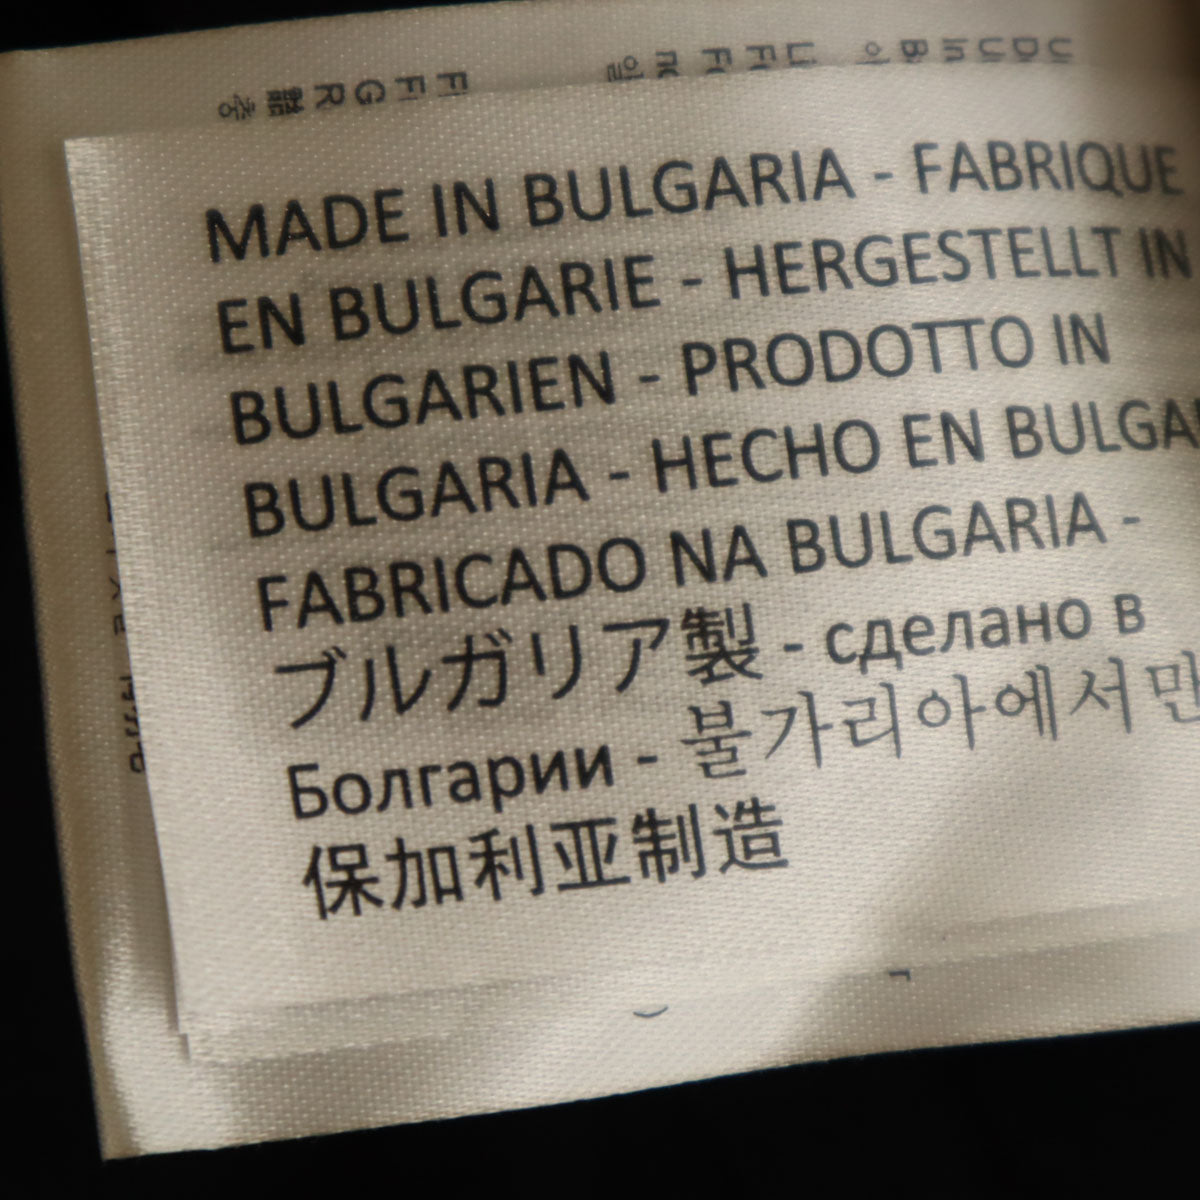 MADE IN BULGARIA - FABRIQUE
EN BULGARIE - HERGESTELLT IN
BULGARIEN - PRODOTTO IN
BULGARIA - HECHO EN
FABRICADO NA BULGARIA -
ブルガリア製 - сделано в
Болгарии - 불가리아에서
保加利亚制造